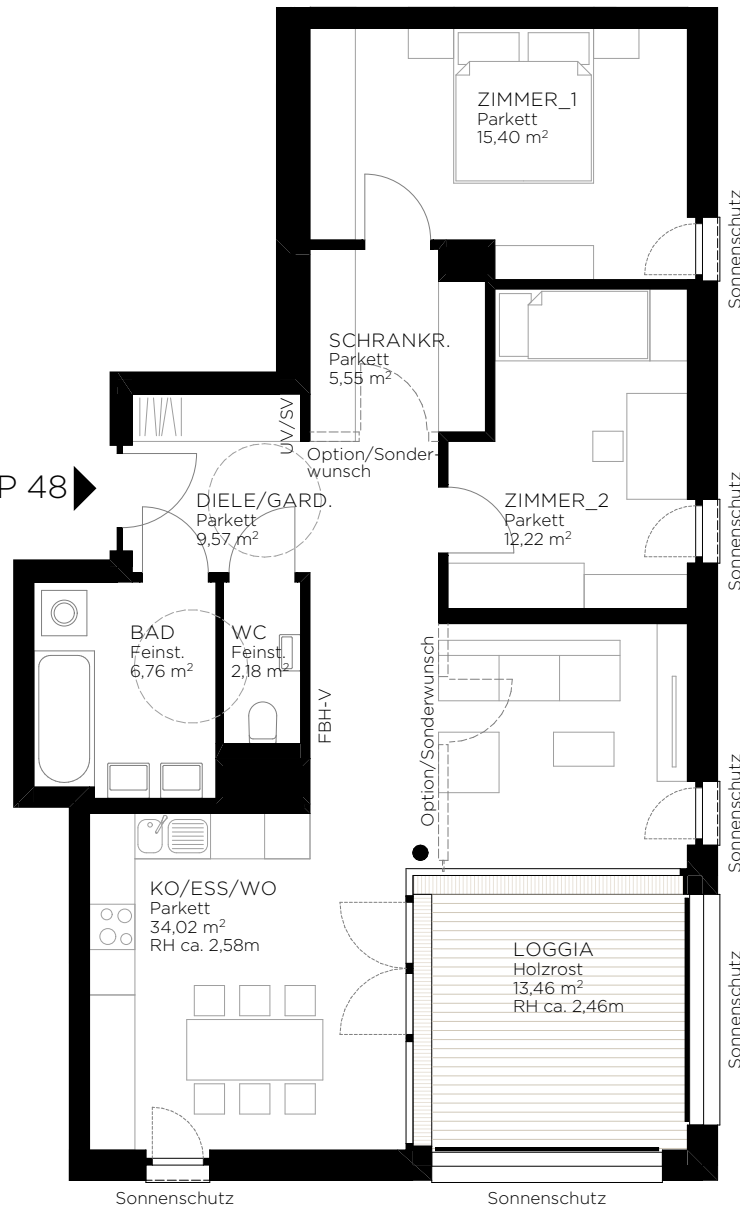 ZIMMER_1
Parkett
15,40 m²
Sonnenschutz
SCHRANKR.
Parkett
5,55 m²
UV/SV
Option/Sonder-
wunsch
P 48
DIELE/GARD.
Parkett
9,57 m²
ZIMMER_2
Parkett
12,22 m²
Sonnenschutz
BAD
Feinst.
6,76 m²
WC
Feinst.
2,18 m²
FBH-V
Option/Sonderwunsch
Sonnenschutz
KO/ESS/WO
Parkett
34,02 m²
RH ca. 2,58m
LOGGIA
Holzrost
13,46 m²
RH ca. 2,46m
Sonnenschutz
Sonnenschutz
Sonnenschutz